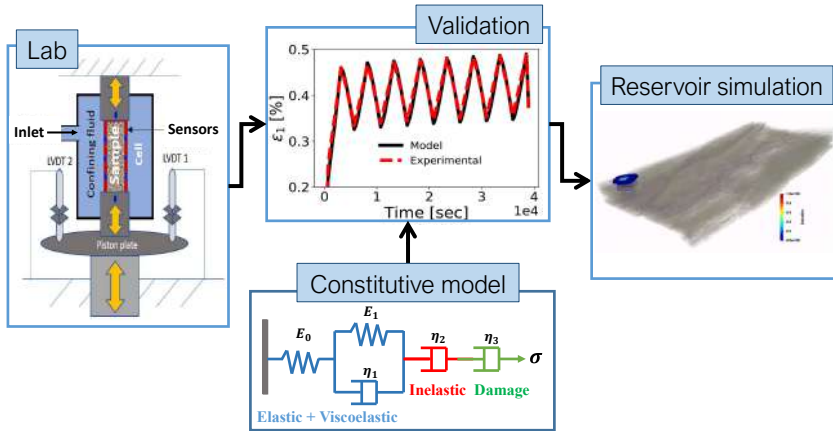 Lab
Inlet
Confining fluid
Sample
Cell
Sensors
LVDT 2
LVDT 1
Piston plate
Validation
ε₁ [%]
0.5
0.4
0.3
0.2
Model
Experimental
0 1 2 3 4
Time [sec]
1e4
Constitutive model
E₀
E₁
η₁
η₂
η₃
σ
Inelastic
Damage
Elastic + Viscoelastic
Reservoir simulation